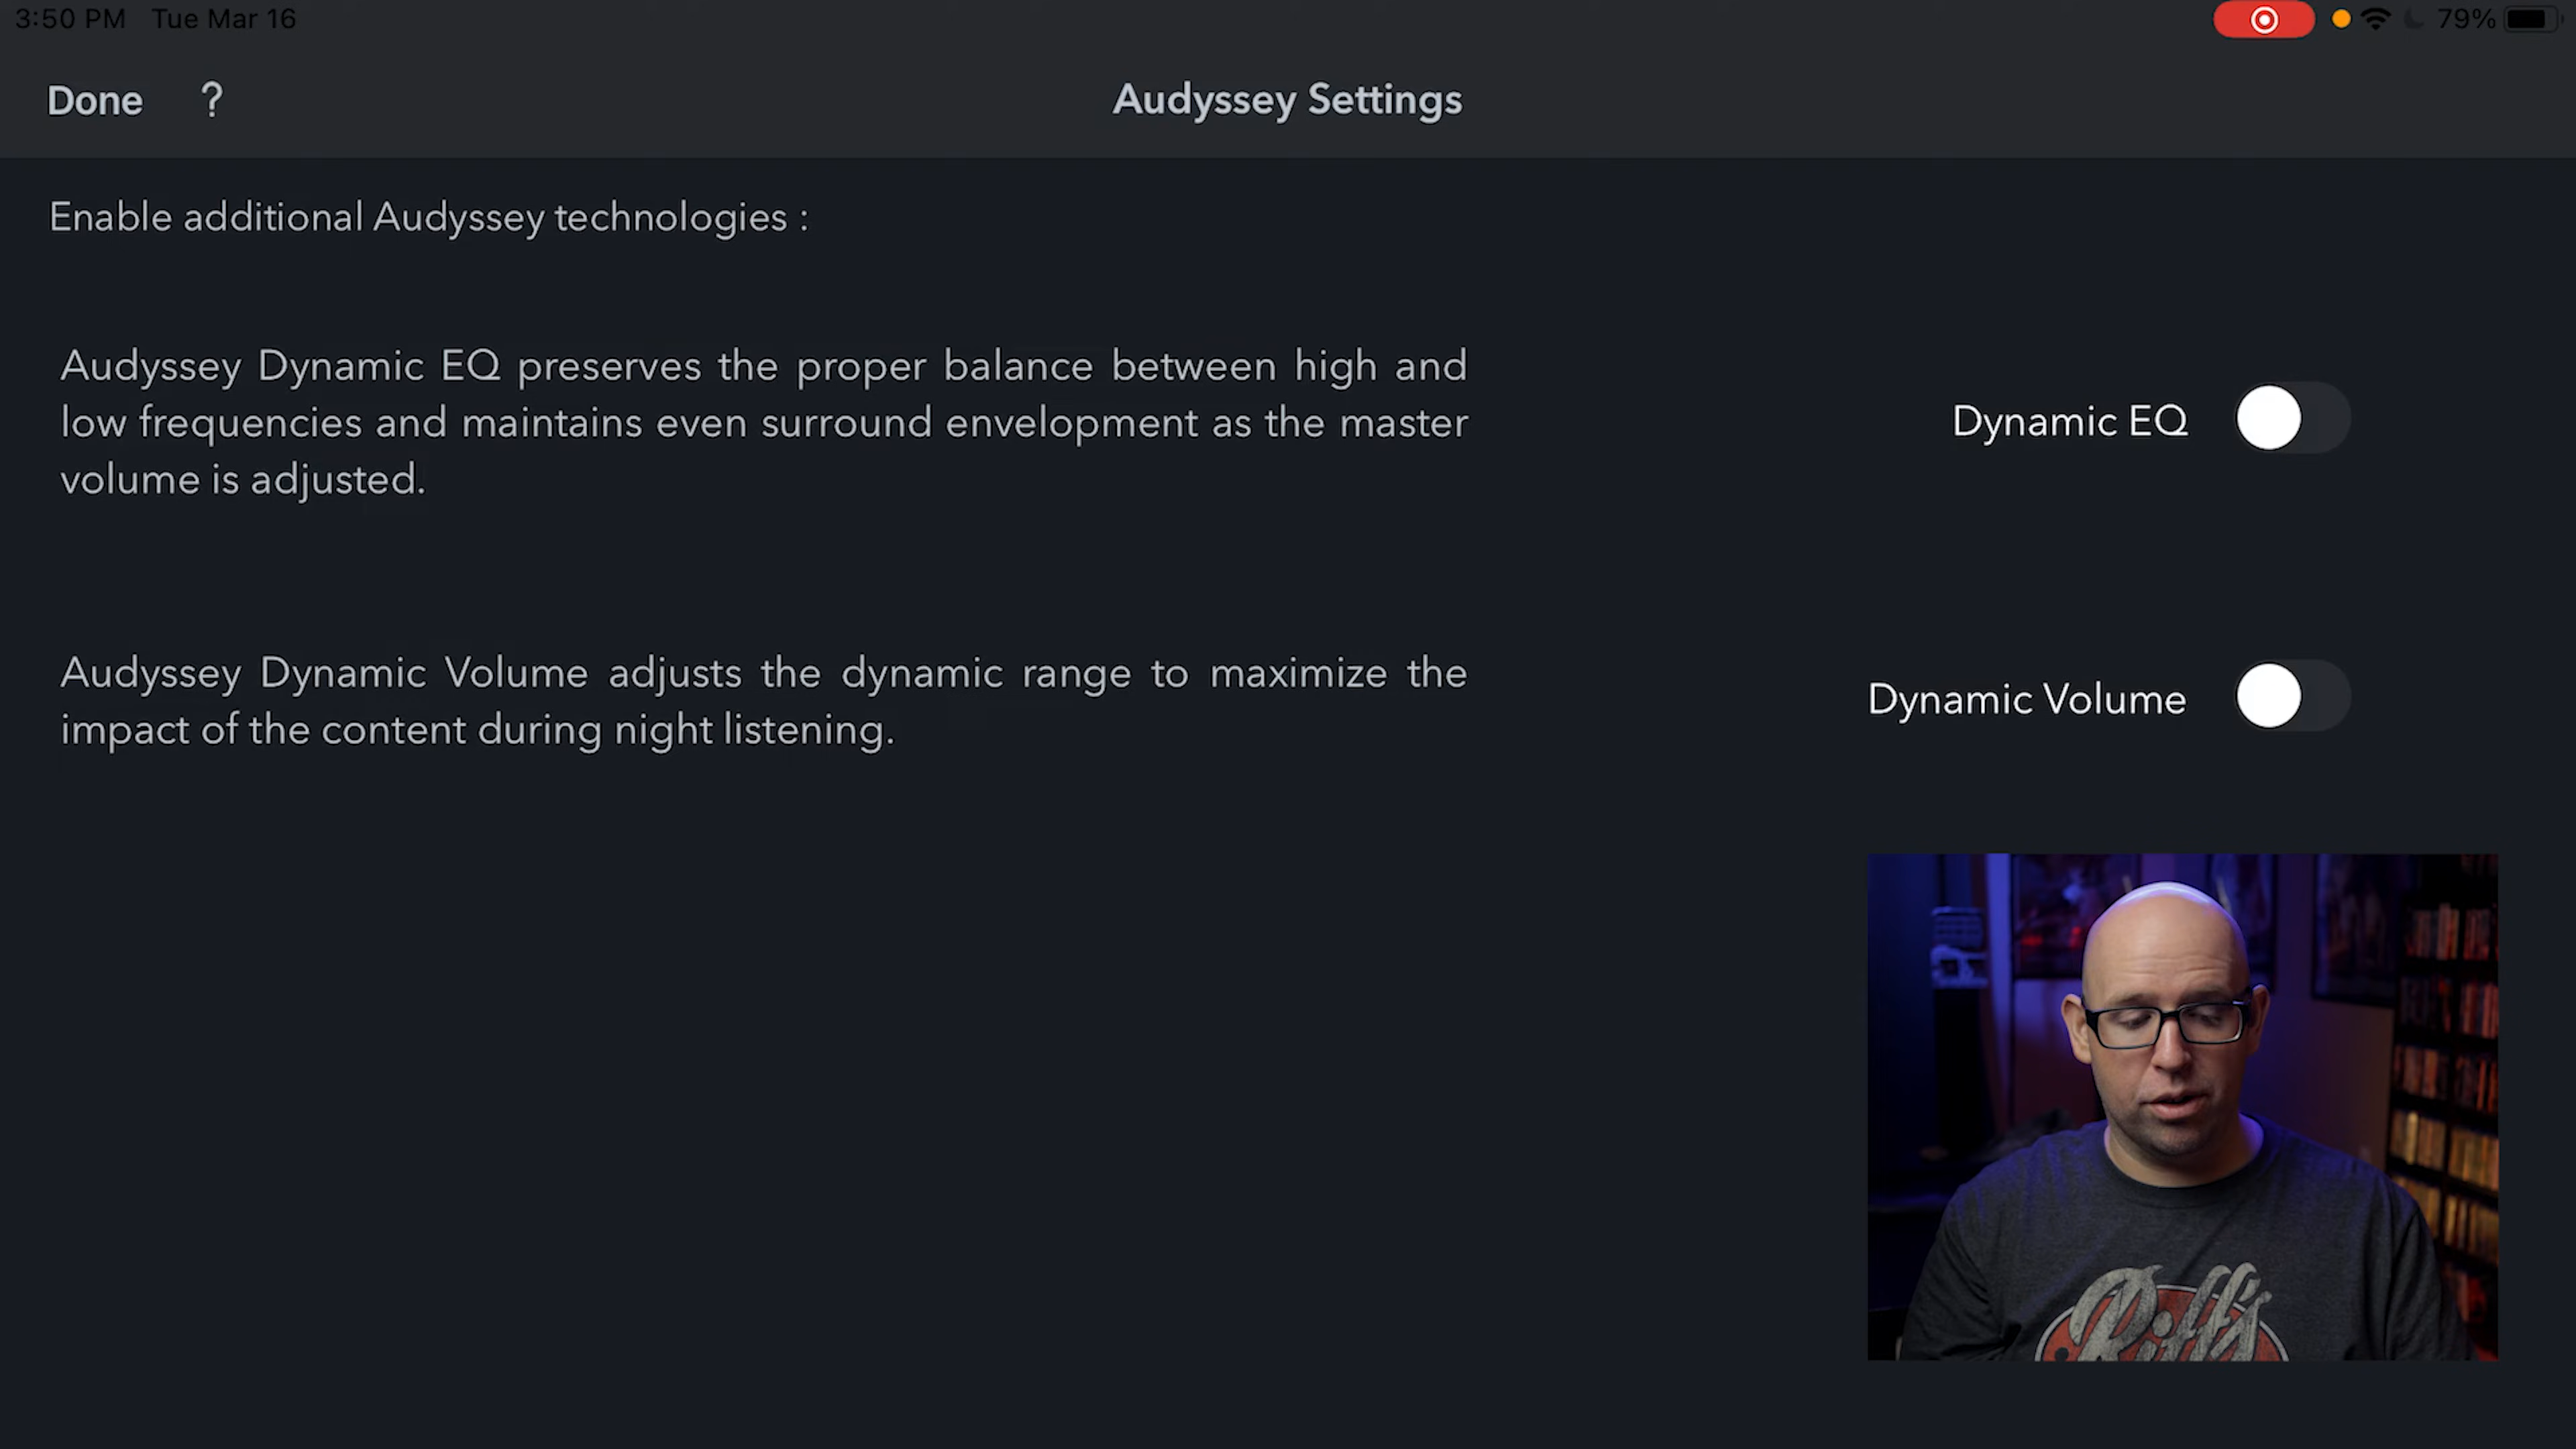 3:50 PM Tue Mar 16
79%
Done ? Audyssey Settings
Enable additional Audyssey technologies :
Audyssey Dynamic EQ preserves the proper balance between high and
low frequencies and maintains even surround envelopment as the master
volume is adjusted.
Dynamic EQ
Audyssey Dynamic Volume adjusts the dynamic range to maximize the
impact of the content during night listening.
Dynamic Volume
Riff's